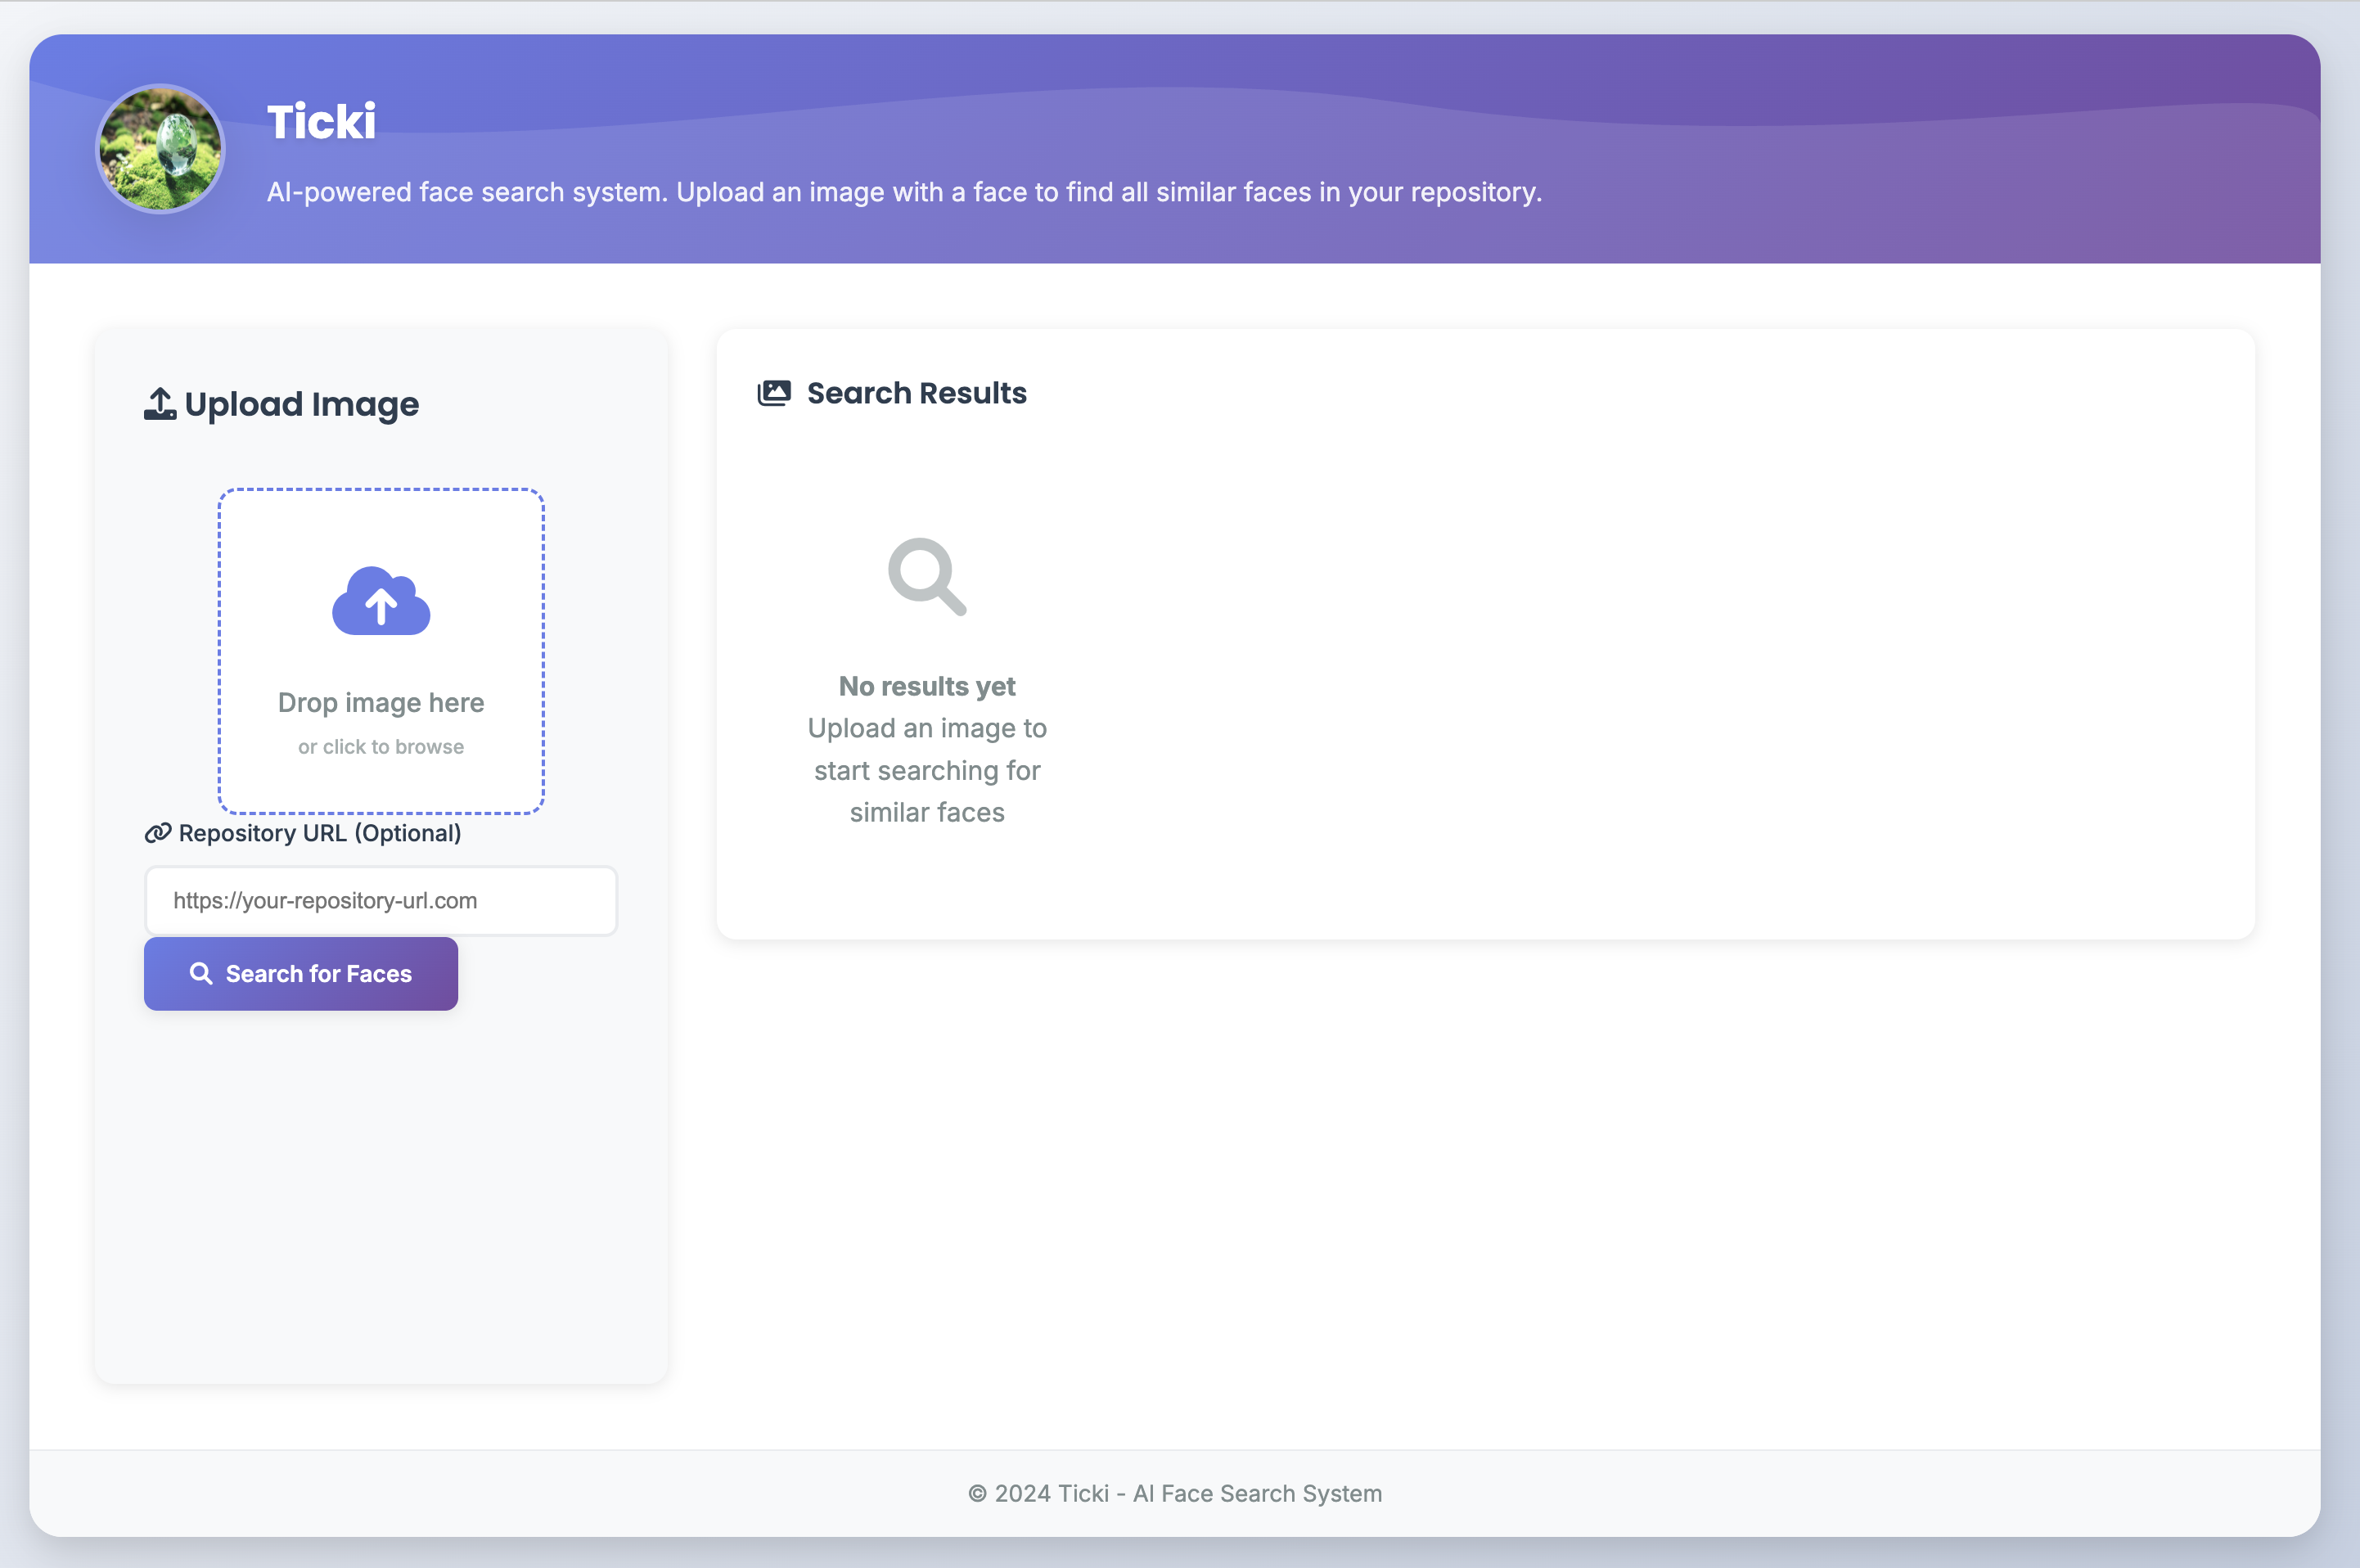 Ticki
AI-powered face search system. Upload an image with a face to find all similar faces in your repository.
Upload Image
Drop image here
or click to browse
Repository URL (Optional)
https://your-repository-url.com
Search for Faces
Search Results
No results yet
Upload an image to
start searching for
similar faces
© 2024 Ticki - AI Face Search System